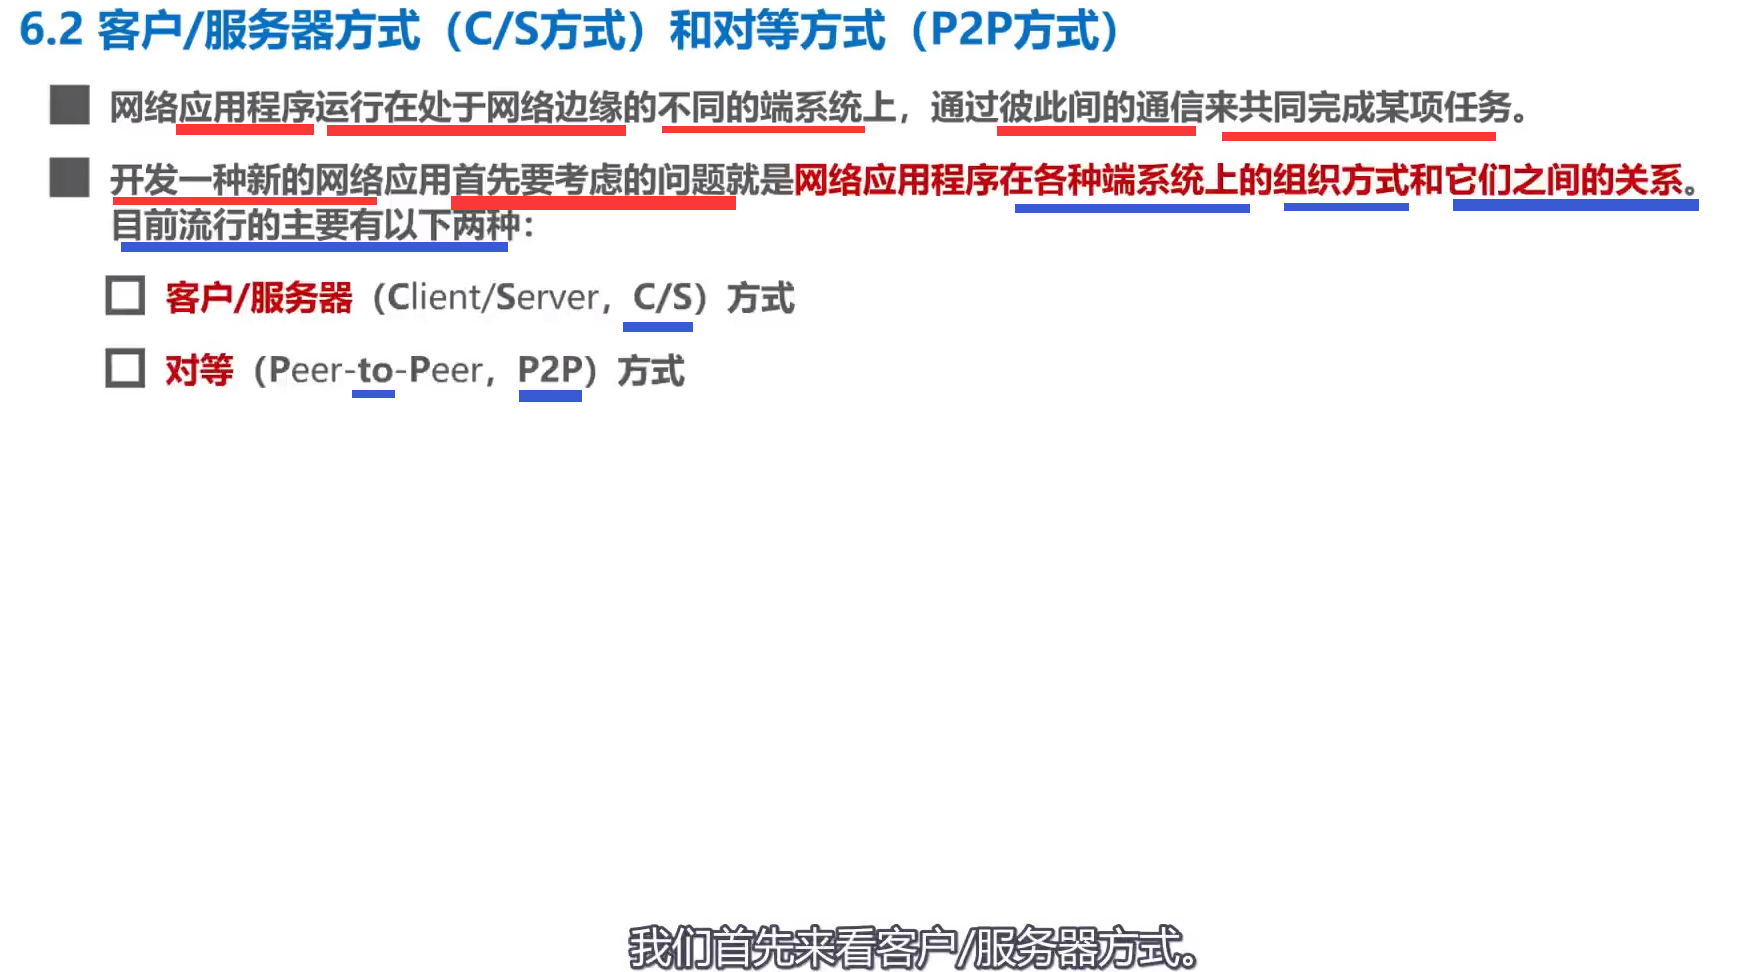 6.2 客户/服务器方式（C/S方式）和对等方式（P2P方式）
网络应用程序运行在处于网络边缘的不同的端系统上，通过彼此间的通信来共同完成某项任务。
开发一种新的网络应用首先要考虑的问题就是网络应用程序在各种端系统上的组织方式和它们之间的关系。
目前流行的主要有以下两种：
客户/服务器（Client/Server，C/S）方式
对等（Peer-to-Peer，P2P）方式
我们首先来看客户/服务器方式。